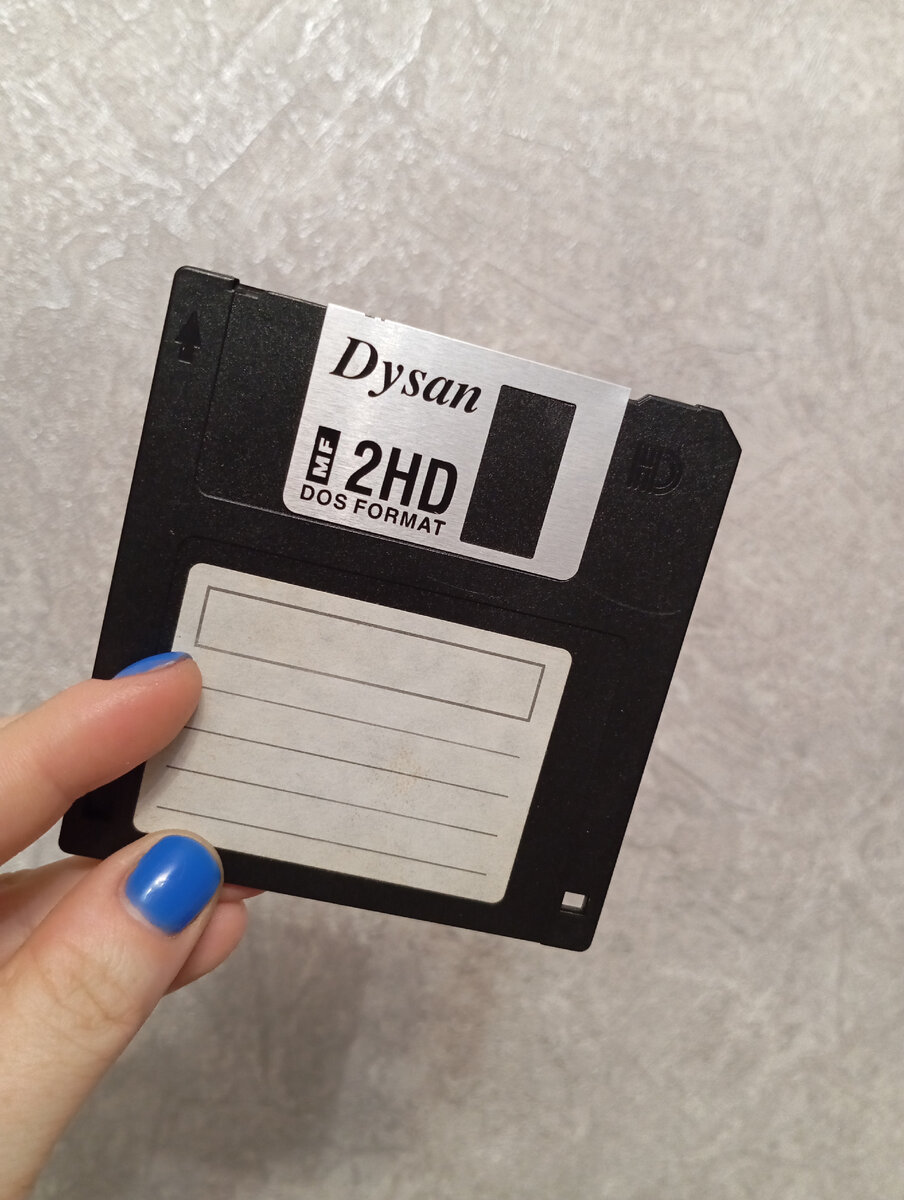 Dysan
MF 2HD
DOS FORMAT
HD